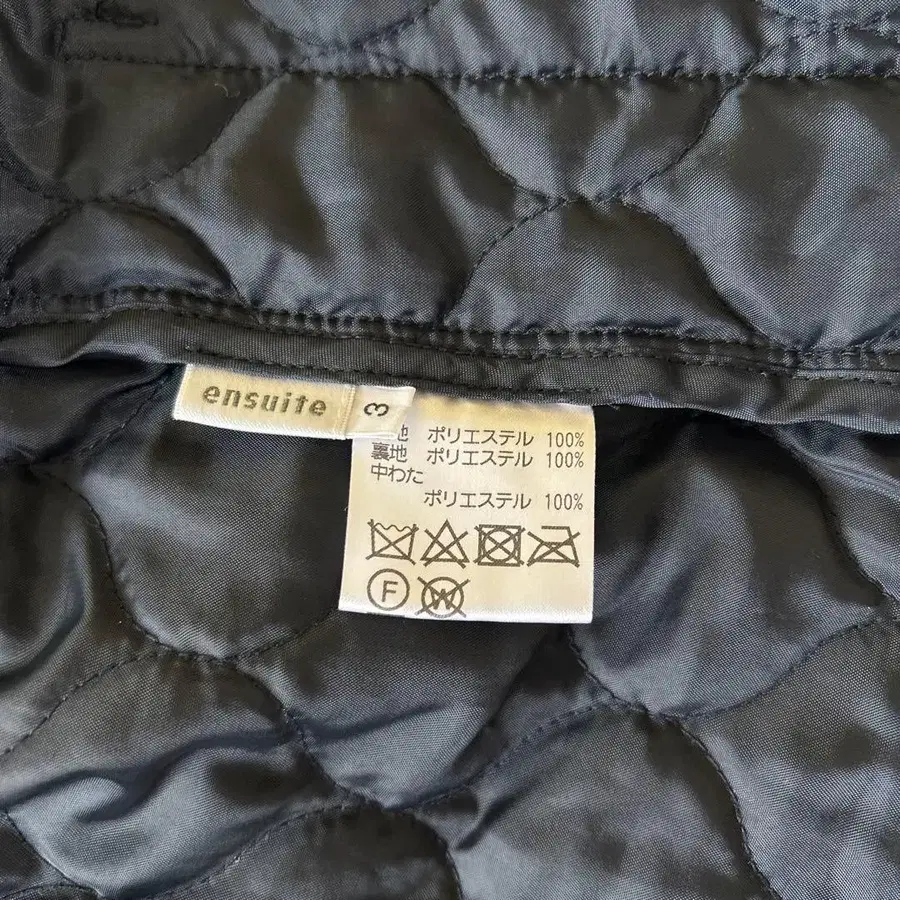 ensuite
3
地 ポリエステル 100%
裏地 ポリエステル 100%
中わた
ポリエステル 100%
F
W